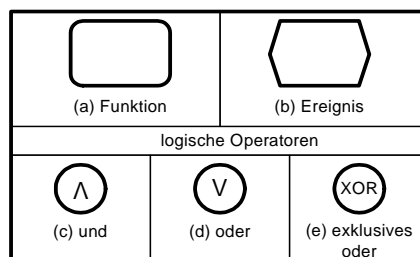 (a) Funktion
(b) Ereignis
logische Operatoren
Λ
V
XOR
(c) und
(d) oder
(e) exklusives
oder